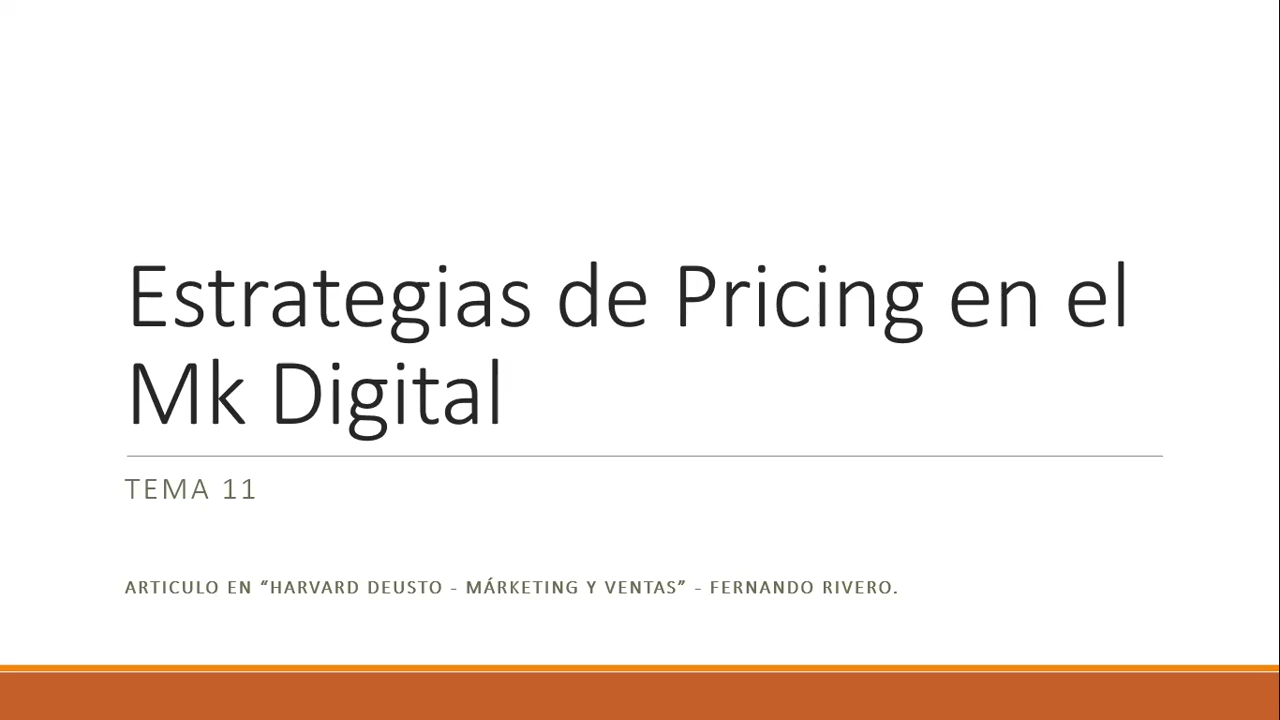 Estrategias de Pricing en el
Mk Digital
TEMA 11
ARTICULO EN “HARVARD DEUSTO - MÁRKETING Y VENTAS” - FERNANDO RIVERO.